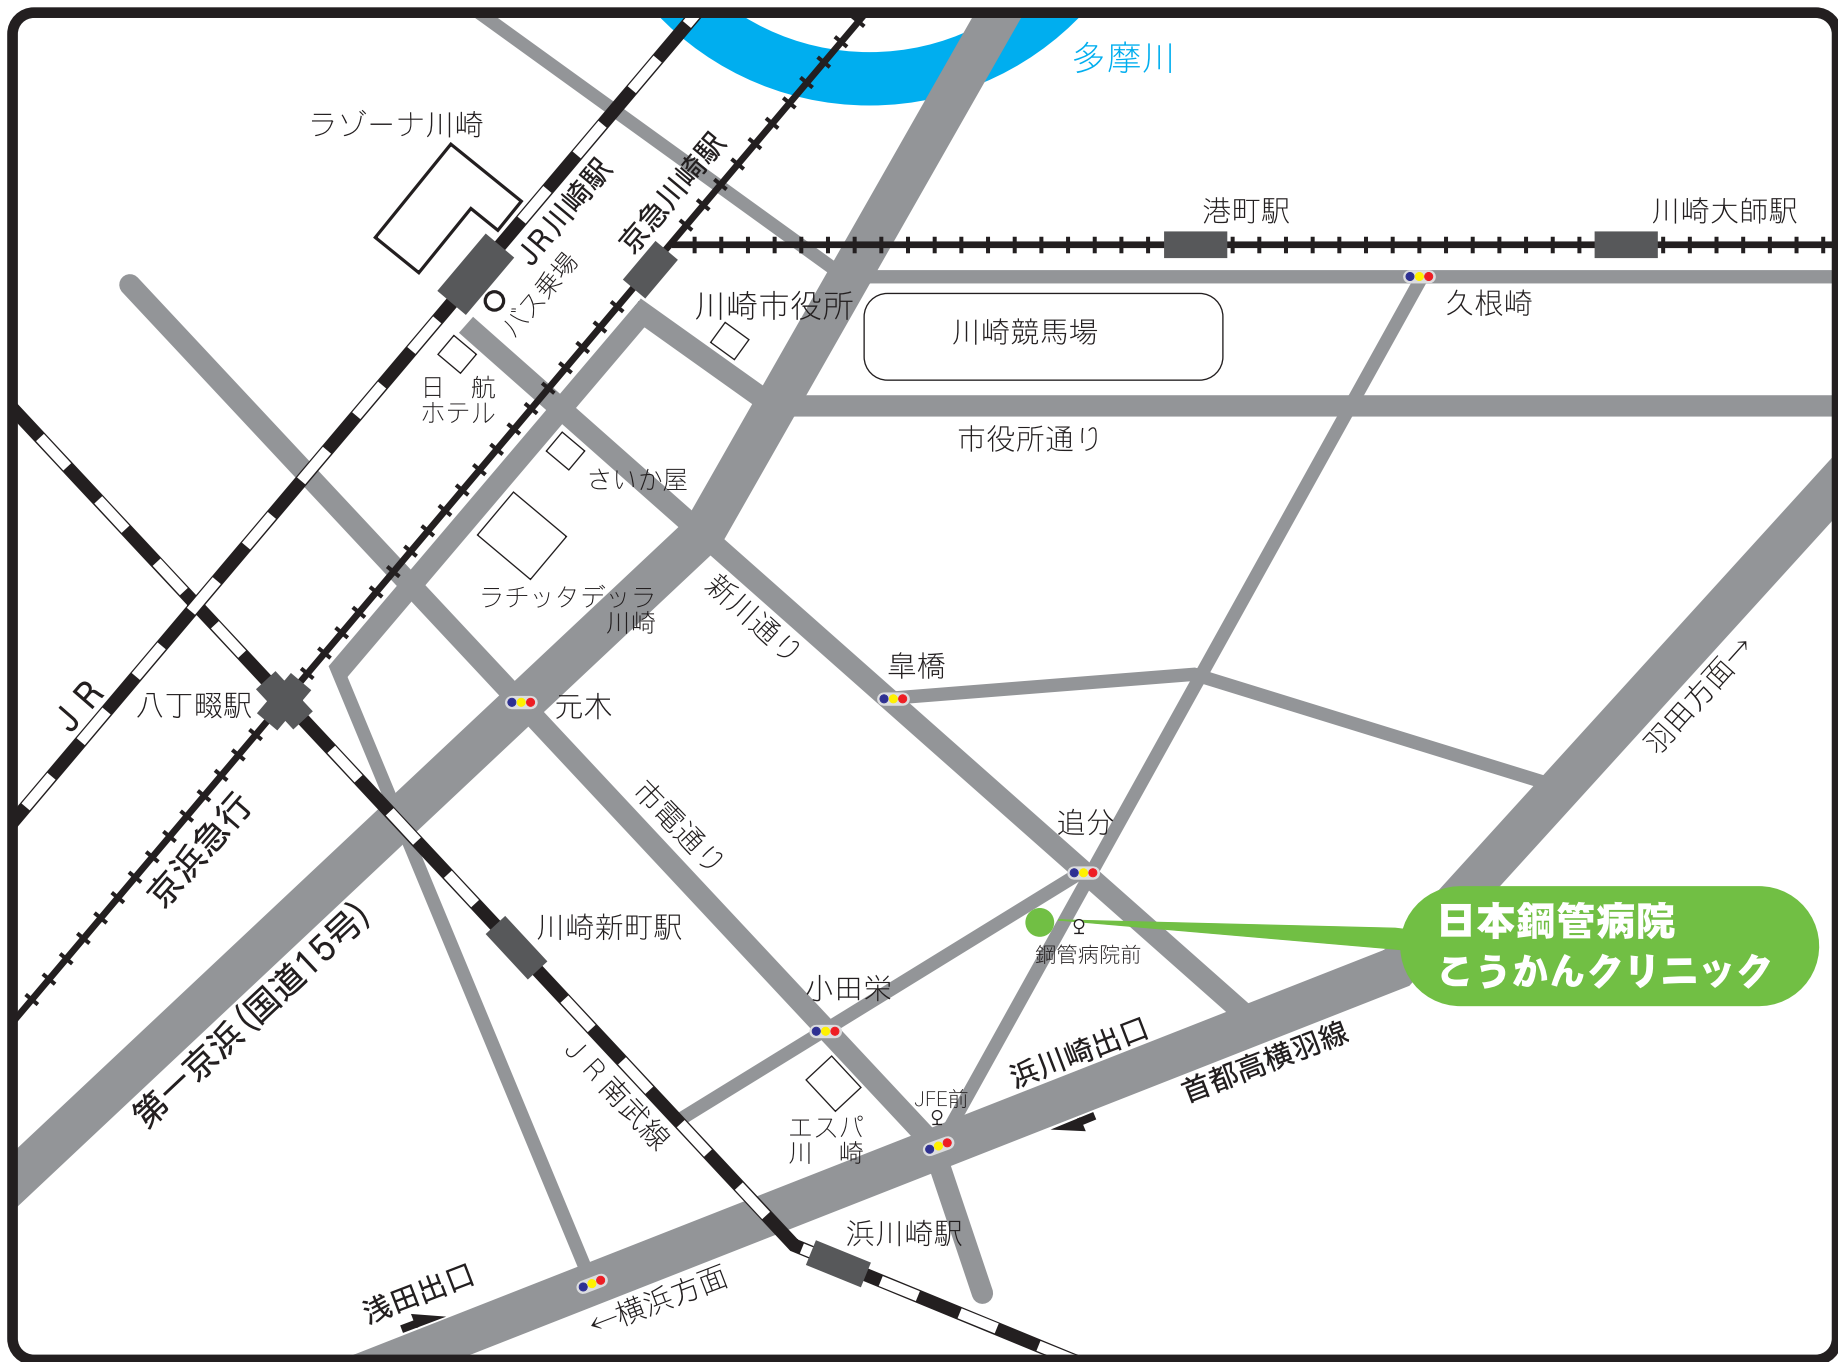 多摩川
ラゾーナ川崎
JR川崎駅
京急川崎駅
バス乗場
港町駅
川崎大師駅
川崎市役所
川崎競馬場
久根崎
日　航
ホテル
市役所通り
さいか屋
ラチッタデッラ
川崎
新川通り
皐橋
羽田方面→
JR
八丁畷駅
元木
市電通り
追分
京浜急行
第一京浜(国道15号)
川崎新町駅
鋼管病院前
日本鋼管病院
こうかんクリニック
小田栄
JR南武線
JFE前
エスパ
川　崎
浜川崎出口
首都高横羽線
浜川崎駅
浅田出口
←横浜方面